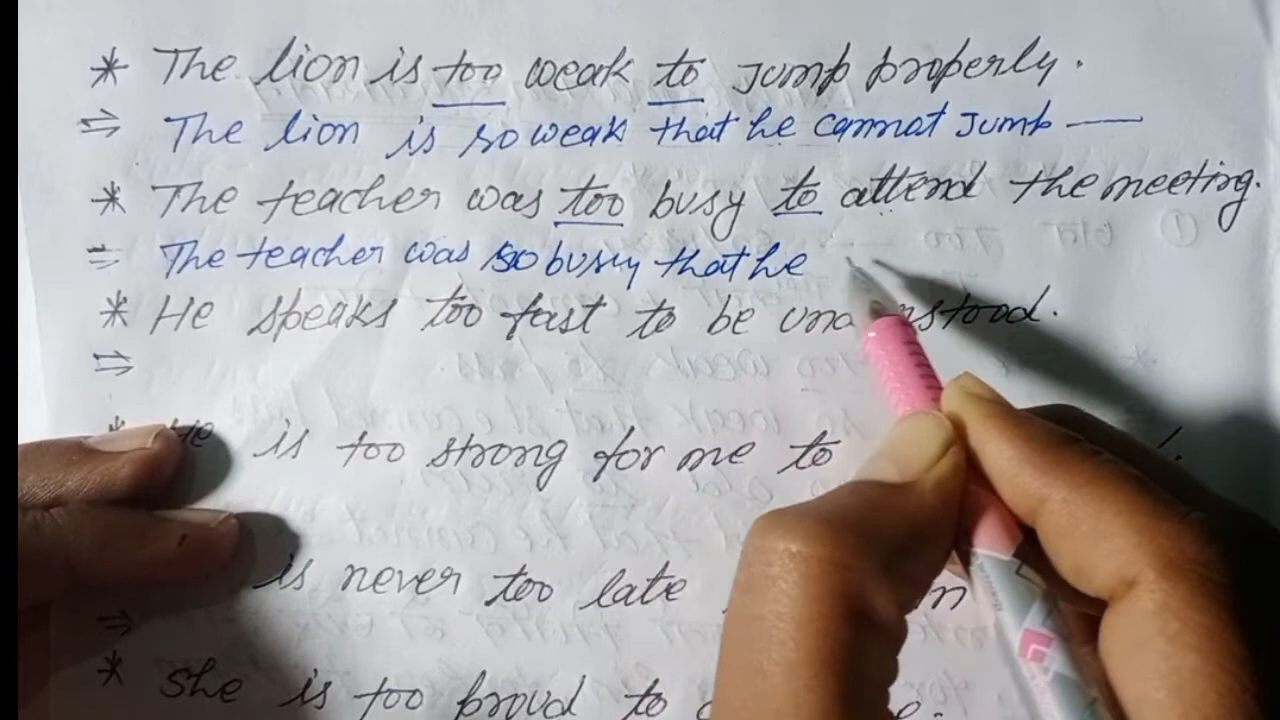 * The lion is too weak to Jump properly.
⇒ The lion is so weak that he cannot Jump —
* The teacher was too busy to attend the meeting.
= The teacher was so busy that he
* He speaks too fast to be understood.
⇒
* He is too strong for me to
is never too late
⇒
* She is too proud to